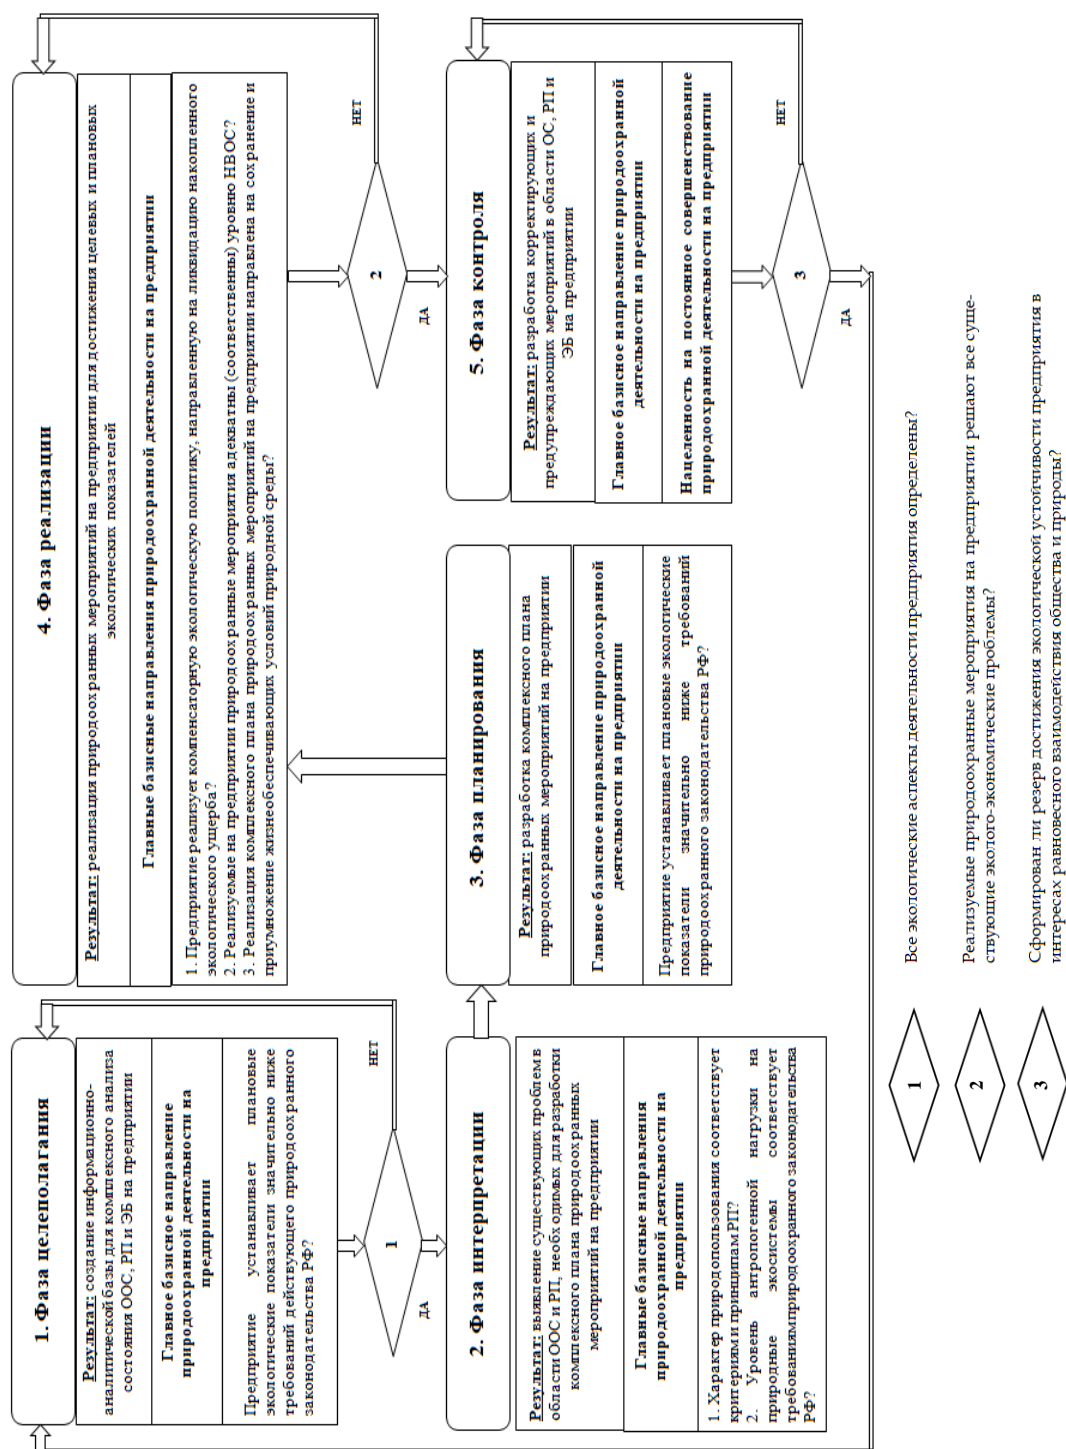 1.Фаза целеполагания
Результат: создание информационно-
аналитической базы для комплексного анализа
состояния ООС, РП и ЭБ на предприятии
Главное базисное направление
природоохранной деятельности на
предприятии
Предприятие устанавливает плановые
экологические показатели значительно ниже
требований действующего природоохранного
законодательства РФ?
1
НЕТ
ДА
2. Фаза интерпретации
Результат: выявление существующих проблем в
области ООС и РП, необходимых для разработки
комплексного плана природоохранных
мероприятий на предприятии
Главные базисные направления
природоохранной деятельности на
предприятии
1. Характер природопользования соответствует
критериям и принципам РП?
2. Уровень антропогенной нагрузки на
природные экосистемы соответствует
требованиям природоохранного законодательства
РФ?
3. Фаза планирования
Результат: разработка комплексного плана
природоохранных мероприятий на предприятии
Главное базисное направление природоохранной
деятельности на предприятии
Предприятие устанавливает плановые экологические
показатели значительно ниже требований
природоохранного законодательства РФ?
4. Фаза реализации
Результат: реализация природоохранных мероприятий на предприятии для достижения целевых и плановых
экологических показателей
Главные базисные направления природоохранной деятельности на предприятии
1. Предприятие реализует компенсаторную экологическую политику, направленную на ликвидацию накопленного
экологического ущерба?
2. Реализуемые на предприятии природоохранные мероприятия адекватны (соответственны) уровню НВОС?
3. Реализация комплексного плана природоохранных мероприятий на предприятии направлена на сохранение и
приумножение жизнеобеспечивающих условий природной среды?
2
НЕТ
ДА
5. Фаза контроля
Результат: разработка корректирующих и
предупреждающих мероприятий в области ОС, РП и
ЭБ на предприятии
Главное базисное направление природоохранной
деятельности на предприятии
Нацеленность на постоянное совершенствование
природоохранной деятельности на предприятии
3
НЕТ
ДА
1
Все экологические аспекты деятельности предприятия определены?
2
Реализуемые природоохранные мероприятия на предприятии решают все суще-
ствующие эколого-экономические проблемы?
3
Сформирован ли резерв достижения экологической устойчивости предприятия в
интересах равновесного взаимодействия общества и природы?